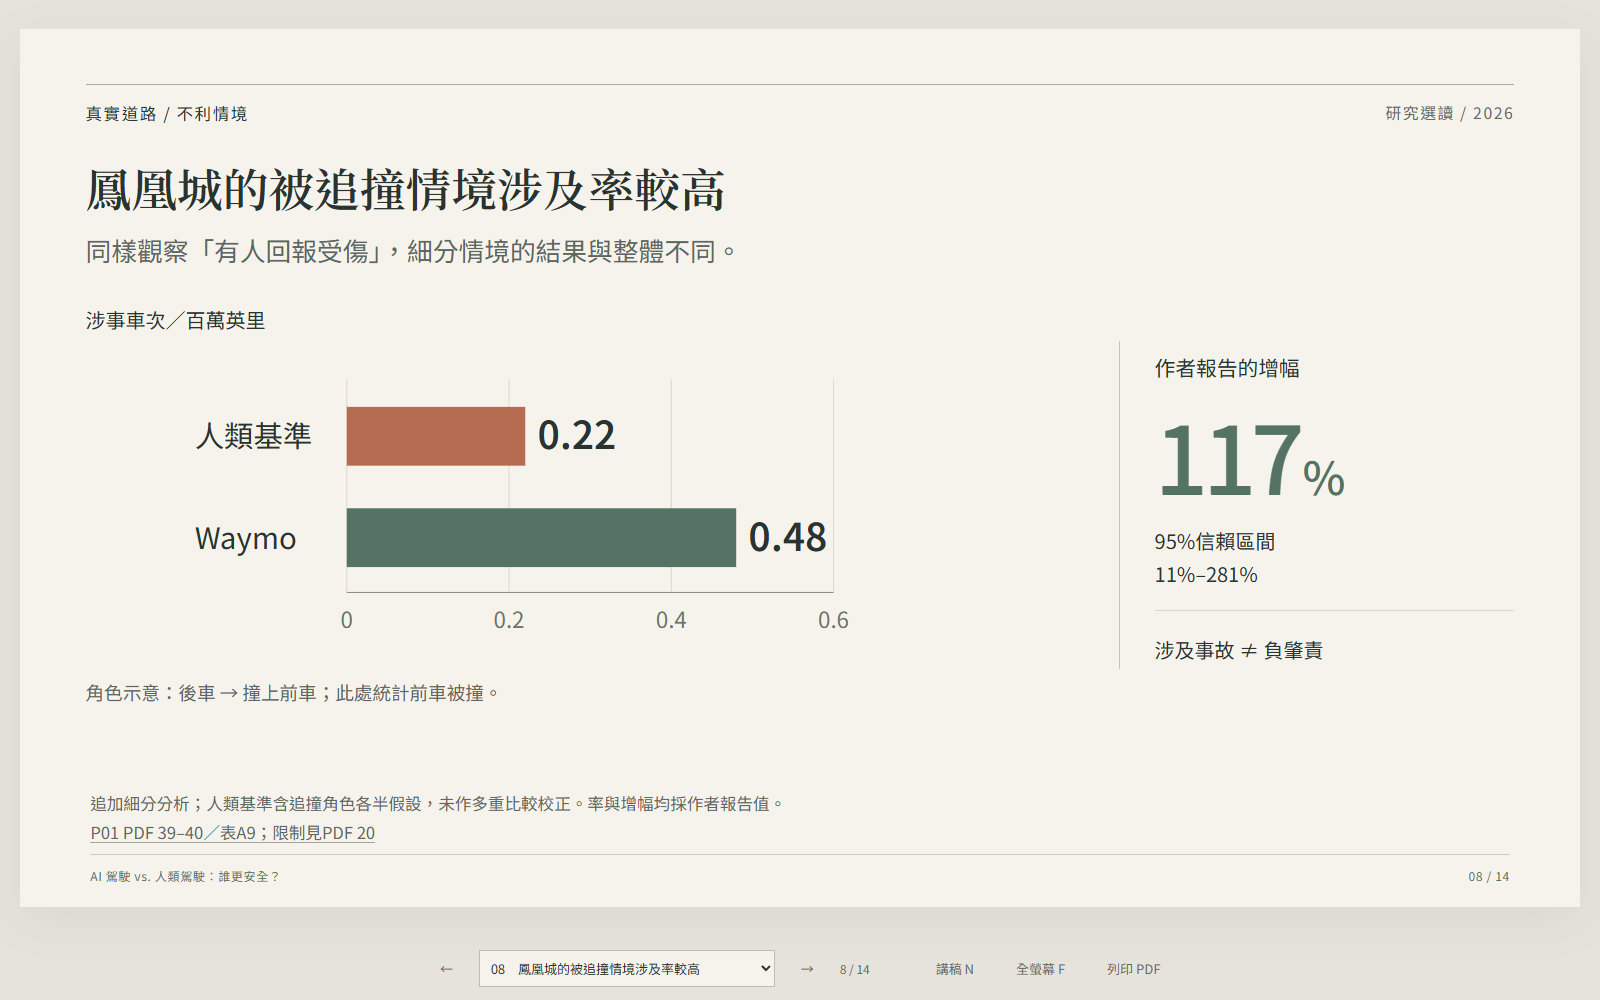 真實道路 / 不利情境
研究選讀 / 2026
鳳凰城的被追撞情境涉及率較高
同樣觀察「有人回報受傷」，細分情境的結果與整體不同。
涉事車次／百萬英里
人類基準
0.22
Waymo
0.48
0
0.2
0.4
0.6
作者報告的增幅
117%
95%信賴區間
11%–281%
涉及事故 ≠ 負肇責
角色示意：後車 → 撞上前車；此處統計前車被撞。
追加細分分析；人類基準含追撞角色各半假設，未作多重比較校正。率與增幅均採作者報告值。
P01 PDF 39–40／表A9；限制見PDF 20
AI 駕駛 vs. 人類駕駛：誰更安全？
08 / 14
←
08 鳳凰城的被追撞情境涉及率較高
→
8 / 14
講稿 N
全螢幕 F
列印 PDF